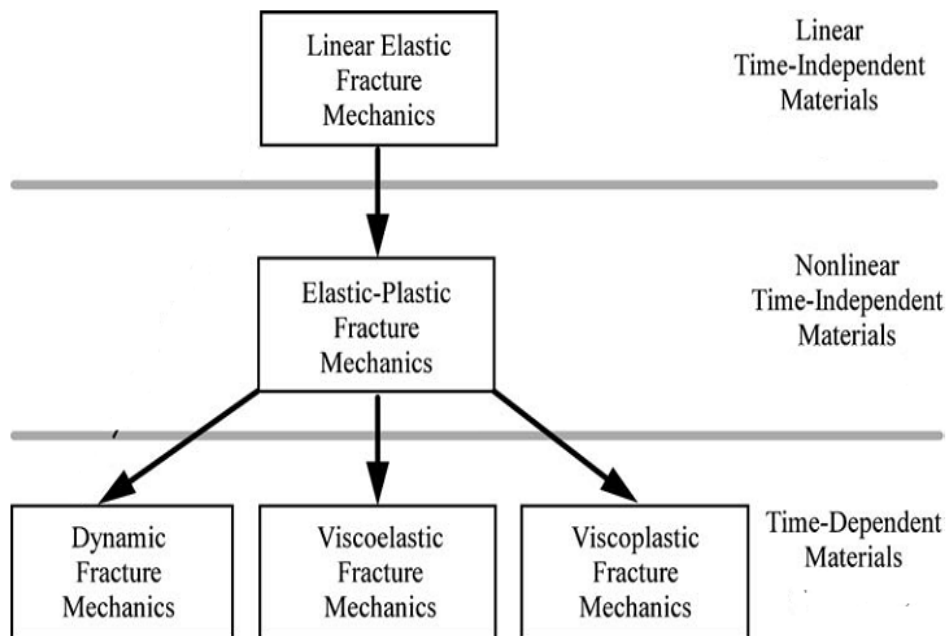 Linear Elastic
Fracture
Mechanics
Linear
Time-Independent
Materials
Elastic-Plastic
Fracture
Mechanics
Nonlinear
Time-Independent
Materials
Dynamic
Fracture
Mechanics
Viscoelastic
Fracture
Mechanics
Viscoplastic
Fracture
Mechanics
Time-Dependent
Materials